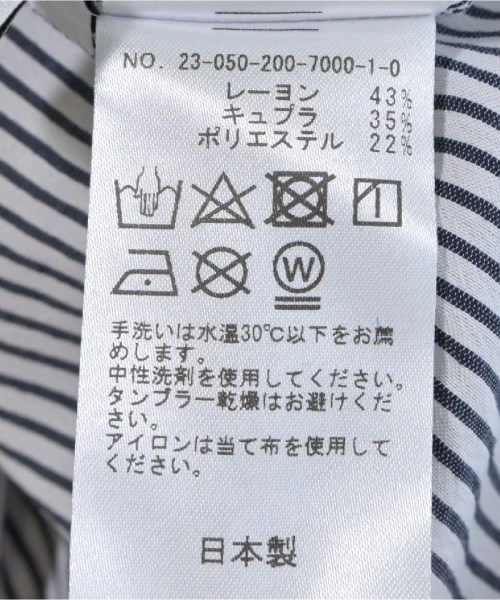 NO. 23-050-200-7000-1-0
レーヨン 43%
キュプラ 35%
ポリエステル 22%
W
手洗いは水温30℃以下をお薦
めします。
中性洗剤を使用してください。
タンブラー乾燥はお避けくだ
さい。
アイロンは当て布を使用して
ください。
日本製